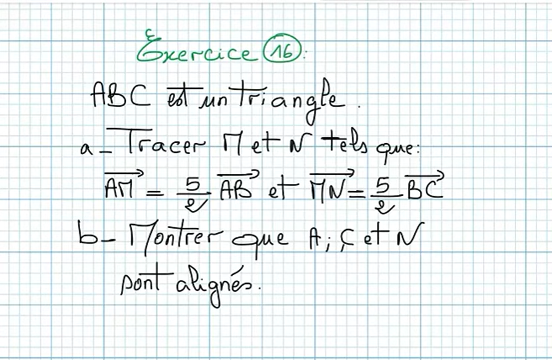 Exercice 16:
ABC est un triangle.
a- Tracer M et N tels que:
AM = 5/2 AB et MN = 5/2 BC
b- Montrer que A, C et N
sont alignés.